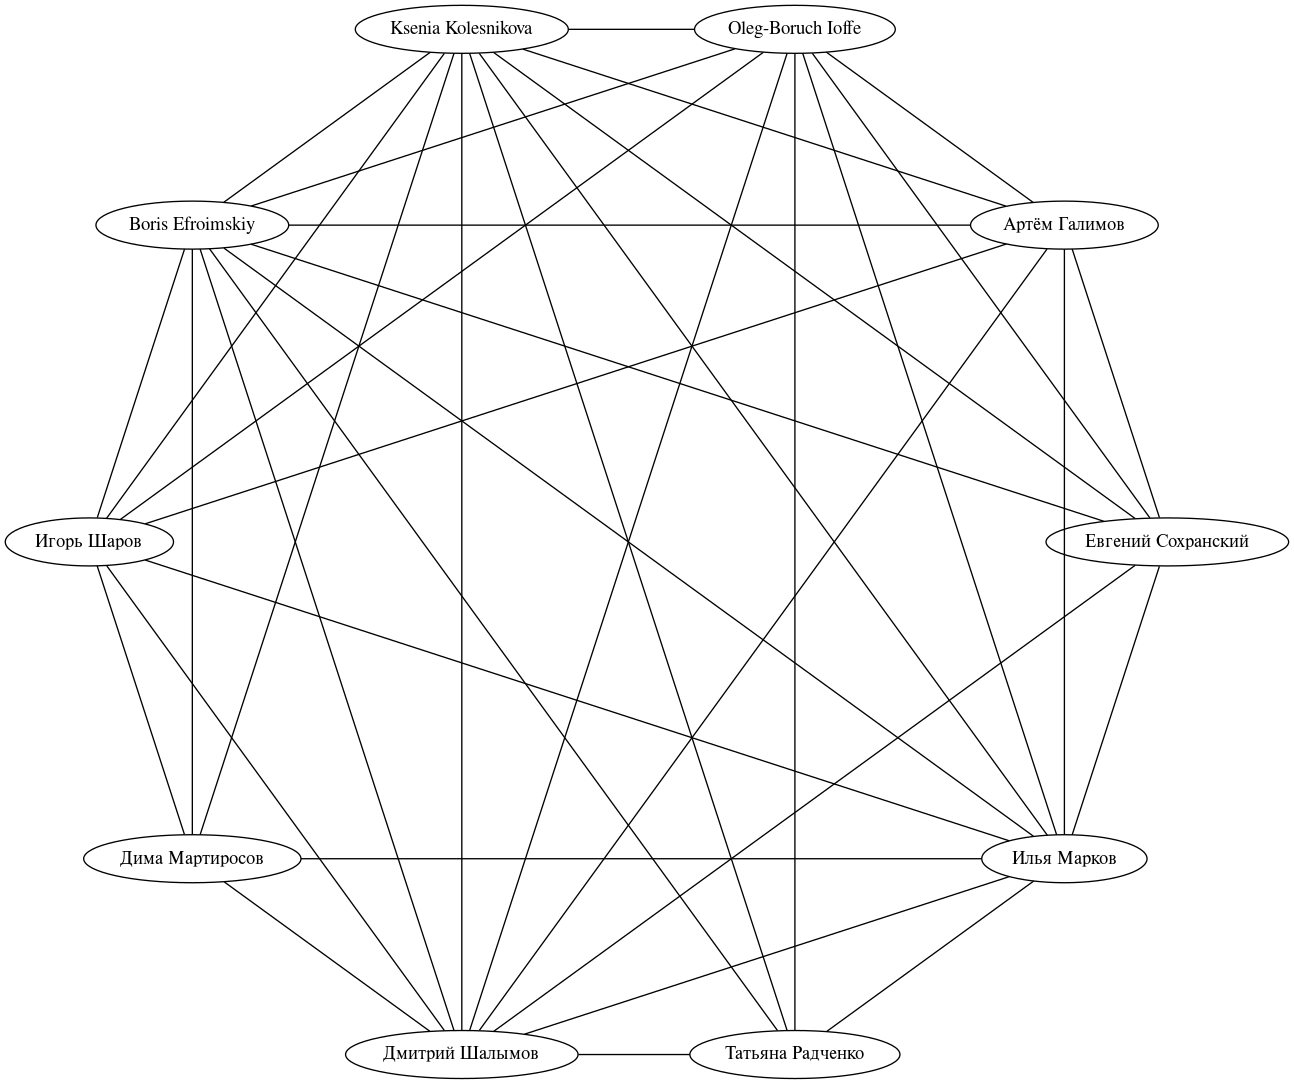 Ksenia Kolesnikova
Oleg-Boruch Ioffe
Boris Efroimskiy
Артём Галимов
Игорь Шаров
Евгений Сохранский
Дима Мартиросов
Илья Марков
Дмитрий Шалымов
Татьяна Радченко